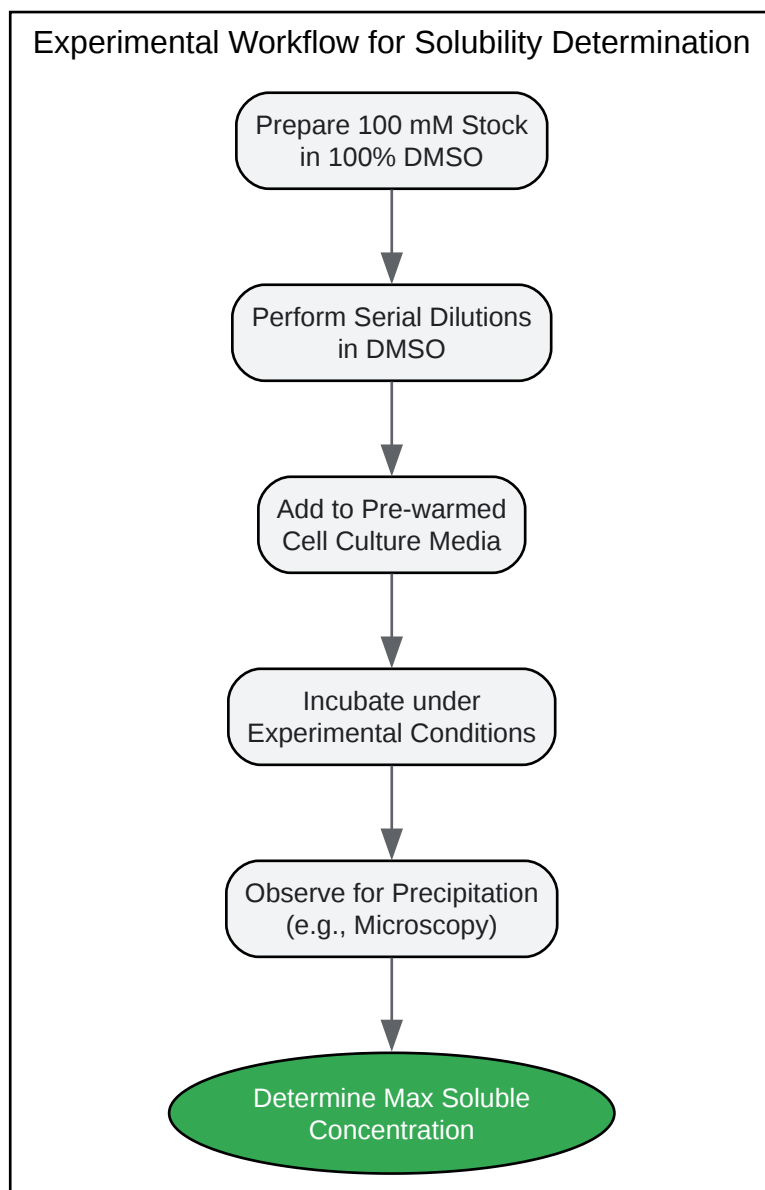 Experimental Workflow for Solubility Determination
Prepare 100 mM Stock
in 100% DMSO
Perform Serial Dilutions
in DMSO
Add to Pre-warmed
Cell Culture Media
Incubate under
Experimental Conditions
Observe for Precipitation
(e.g., Microscopy)
Determine Max Soluble
Concentration